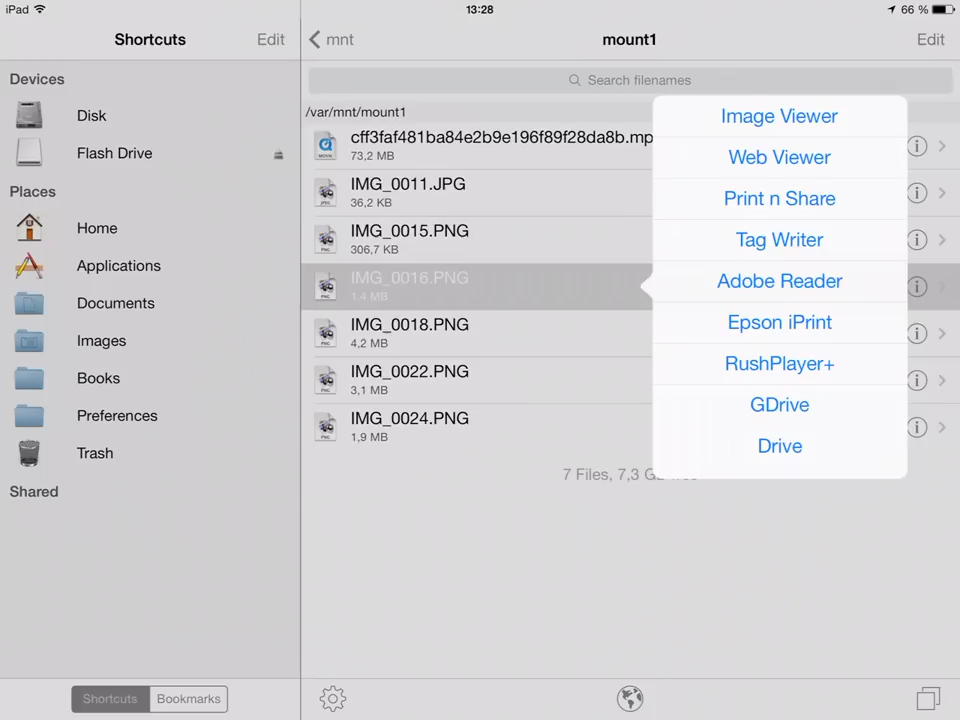 iPad
13:28
66 %
Shortcuts
Edit
mnt
mount1
Edit
Search filenames
Devices
Disk
Flash Drive
Places
Home
Applications
Documents
Images
Books
Preferences
Trash
Shared
/var/mnt/mount1
cff3faf481ba84e2b9e196f89f28da8b.mp
73,2 MB
IMG_0011.JPG
36,2 KB
IMG_0015.PNG
306,7 KB
IMG_0016.PNG
1,4 MB
IMG_0018.PNG
4,2 MB
IMG_0022.PNG
3,1 MB
IMG_0024.PNG
1,9 MB
7 Files, 7,3 G
Image Viewer
Web Viewer
Print n Share
Tag Writer
Adobe Reader
Epson iPrint
RushPlayer+
GDrive
Drive
Shortcuts
Bookmarks